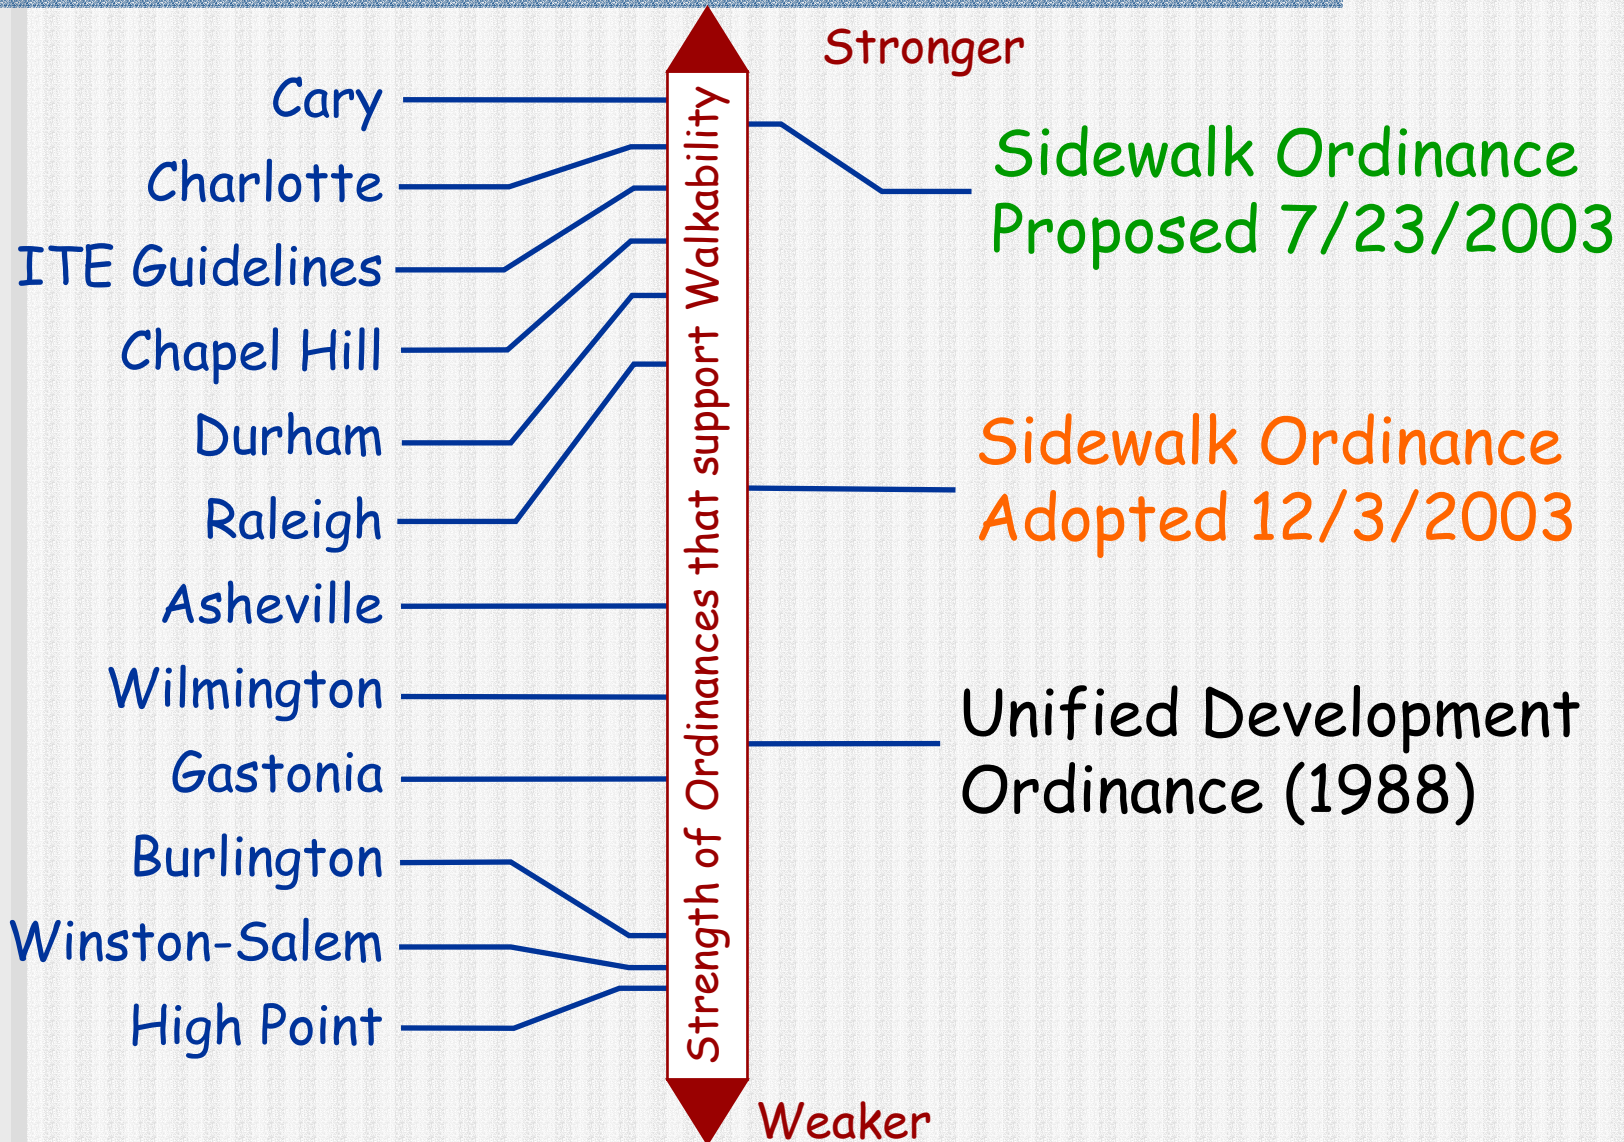 Stronger
Cary
Charlotte
ITE Guidelines
Chapel Hill
Durham
Raleigh
Asheville
Wilmington
Gastonia
Burlington
Winston-Salem
High Point
Strength of Ordinances that support Walkability
Sidewalk Ordinance
Proposed 7/23/2003
Sidewalk Ordinance
Adopted 12/3/2003
Unified Development
Ordinance (1988)
Weaker